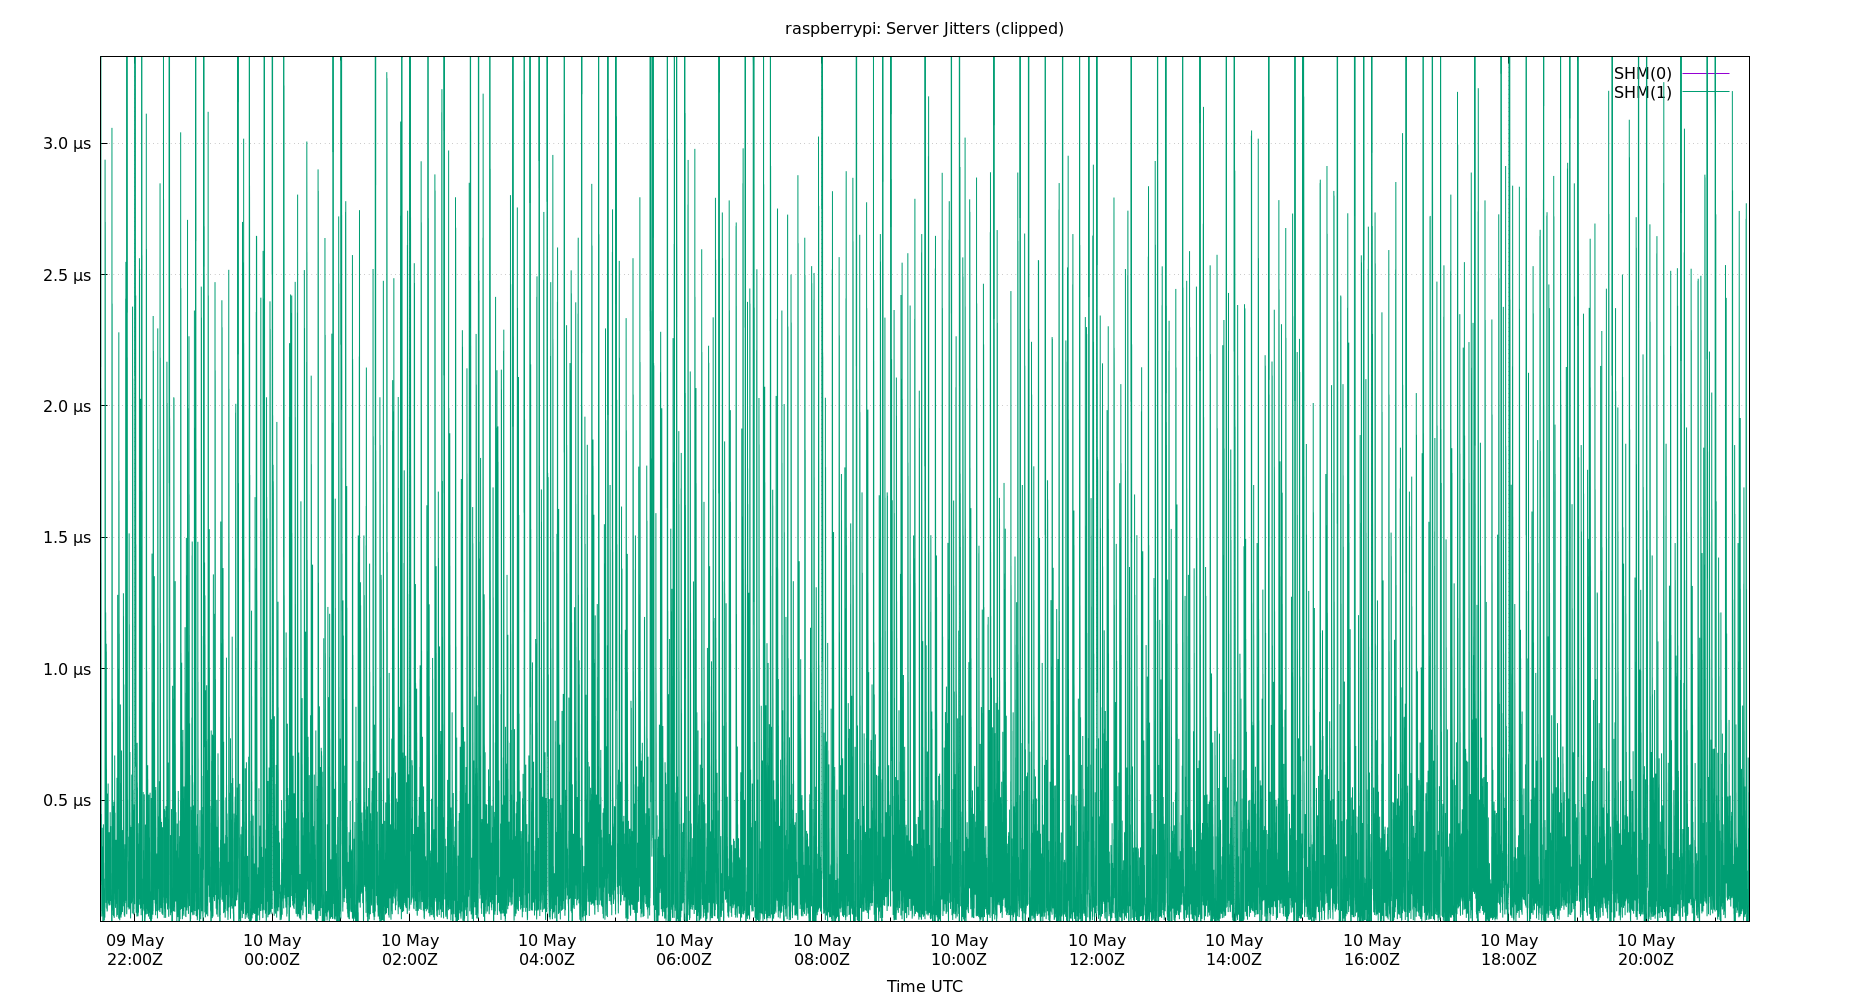 raspberrypi: Server Jitters (clipped)
SHM(0)
SHM(1)
3.0 µs
2.5 µs
2.0 µs
1.5 µs
1.0 µs
0.5 µs
09 May 10 May 10 May 10 May 10 May 10 May 10 May 10 May 10 May 10 May 10 May 10 May
22:00Z 00:00Z 02:00Z 04:00Z 06:00Z 08:00Z 10:00Z 12:00Z 14:00Z 16:00Z 18:00Z 20:00Z
Time UTC